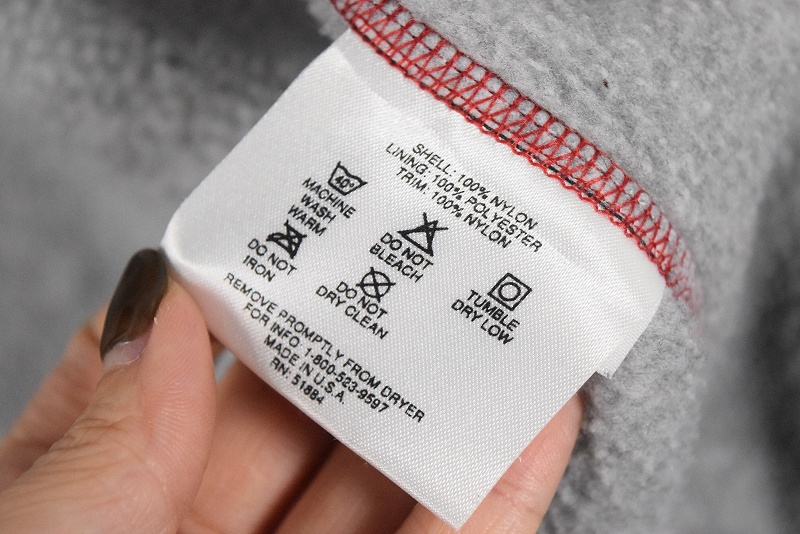 SHELL: 100% NYLON
LINING: 100% POLYESTER
TRIM: 100% NYLON
40°
MACHINE
WASH
WARM
DO NOT
BLEACH
TUMBLE
DRY LOW
DO NOT
IRON
DO NOT
DRY CLEAN
REMOVE PROMPTLY FROM DRYER
FOR INFO: 1-800-523-9597
MADE IN U.S.A.
RN: 51884